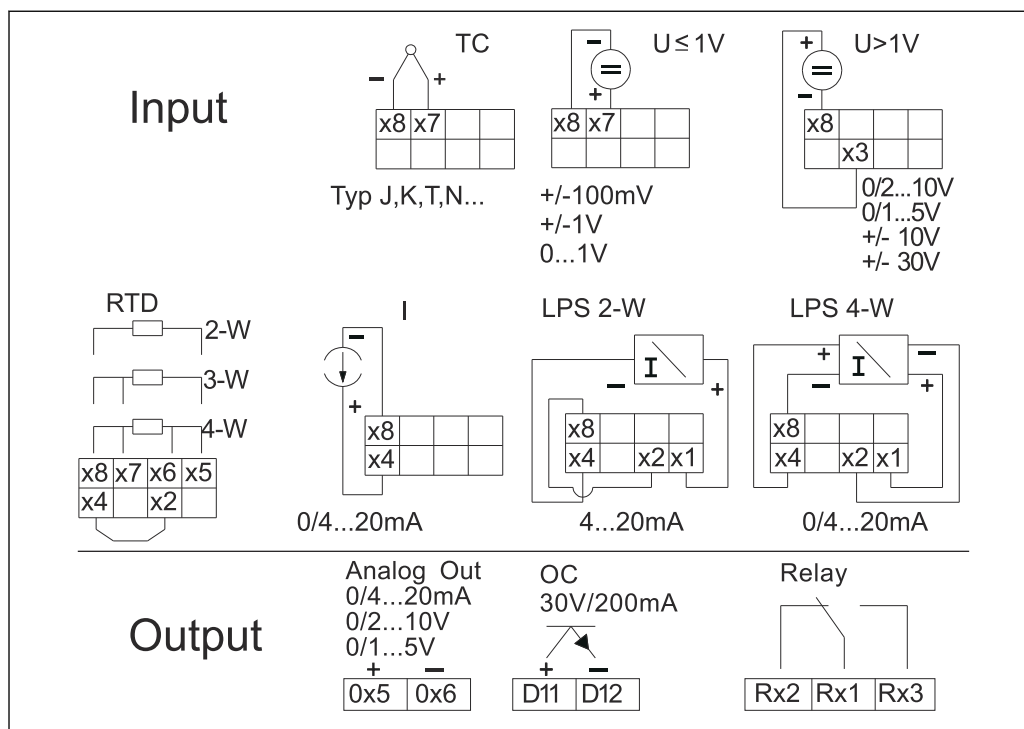 Input
TC
- +
x8 x7
Typ J,K,T,N...
U ≤ 1V
-
+
x8 x7
+/-100mV
+/-1V
0...1V
U>1V
+
-
x8
x3
0/2...10V
0/1...5V
+/- 10V
+/- 30V
RTD
2-W
3-W
4-W
x8 x7 x6 x5
x4 x2
I
-
+
x8
x4
0/4...20mA
LPS 2-W
I
- +
x8
x4 x2 x1
4...20mA
LPS 4-W
+ -
I
- +
x8
x4 x2 x1
0/4...20mA
Output
Analog Out
0/4...20mA
0/2...10V
0/1...5V
+ -
0x5 0x6
OC
30V/200mA
+ -
D11 D12
Relay
Rx2 Rx1 Rx3